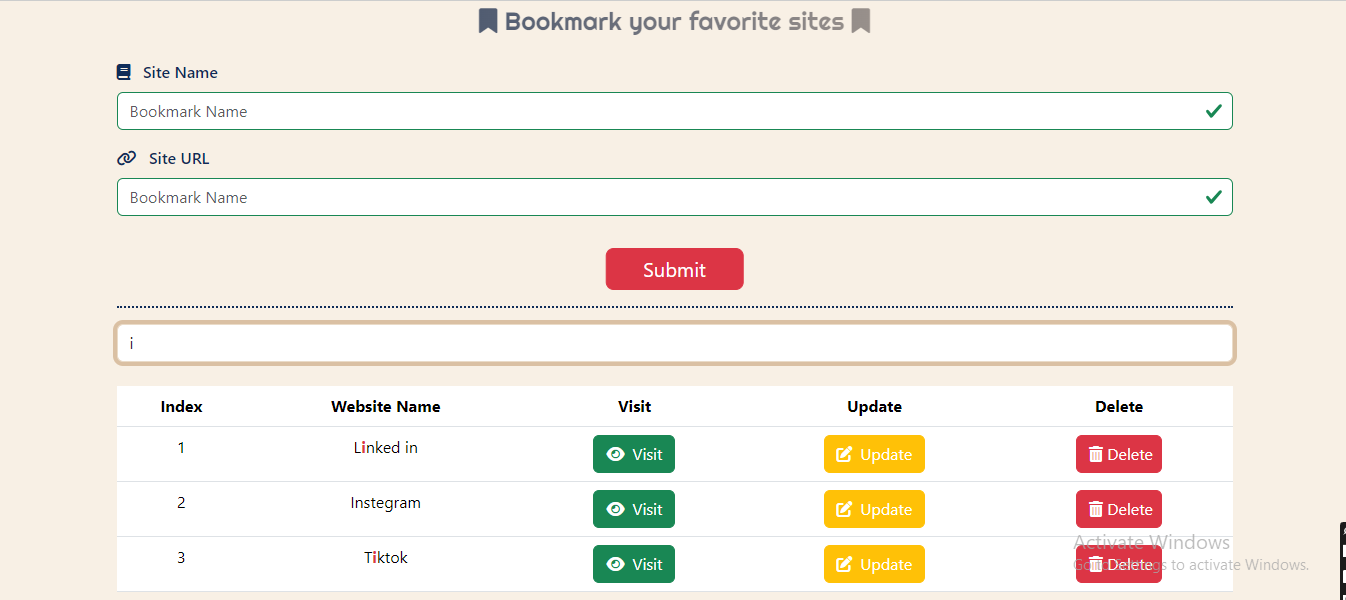 Bookmark your favorite sites
Site Name
Bookmark Name
Site URL
Bookmark Name
Submit
i
Index Website Name Visit Update Delete
1 Linked in Visit Update Delete
2 Instegram Visit Update Delete
3 Tiktok Visit Update Delete
Activate Windows
Go to Settings to activate Windows.